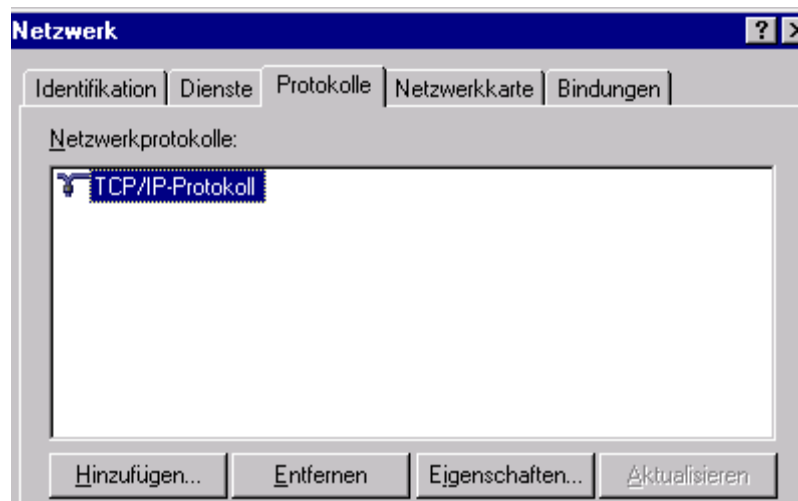 Netzwerk
Identifikation Dienste Protokolle Netzwerkkarte Bindungen
Netzwerkprotokolle:
TCP/IP-Protokoll
Hinzufügen... Entfernen Eigenschaften... Aktualisieren